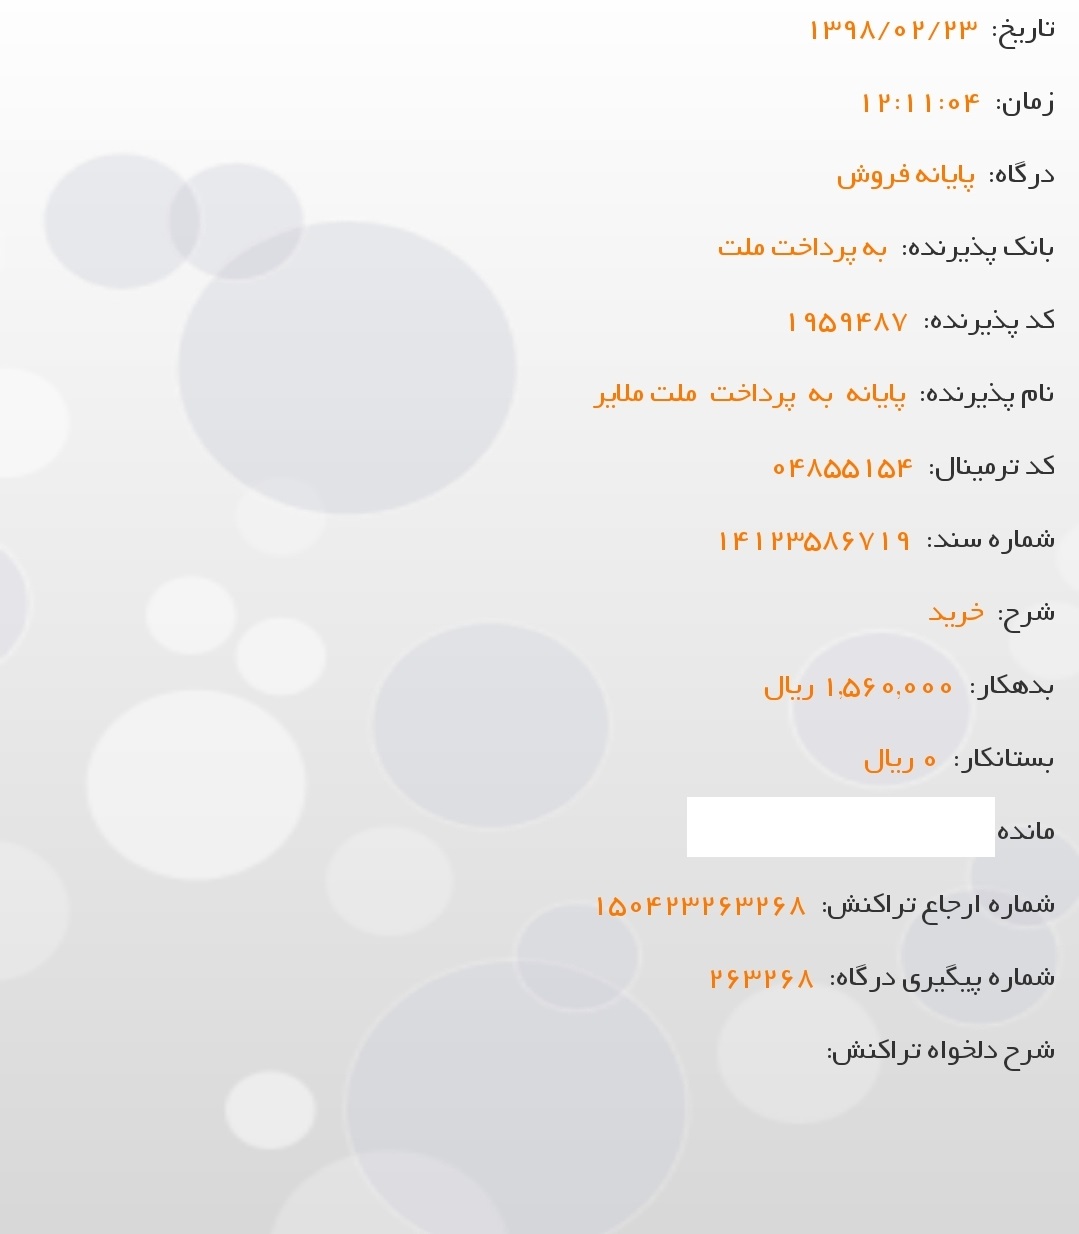 تاریخ: ۱۳۹۸/۰۲/۲۳
زمان: ۱۲:۱۱:۰۴
درگاه: پایانه فروش
بانک پذیرنده: به پرداخت ملت
کد پذیرنده: ۱۹۵۹۴۸۷
نام پذیرنده: پایانه به پرداخت ملت ملایر
کد ترمینال: ۰۴۸۵۵۱۵۴
شماره سند: ۱۴۱۲۳۵۸۶۷۱۹
شرح: خرید
بدهکار: ۱,۵۶۰,۰۰۰ ریال
بستانکار: ۰ ریال
مانده
شماره ارجاع تراکنش: ۱۵۰۴۲۳۲۶۳۲۶۸
شماره پیگیری درگاه: ۲۶۳۲۶۸
شرح دلخواه تراکنش: